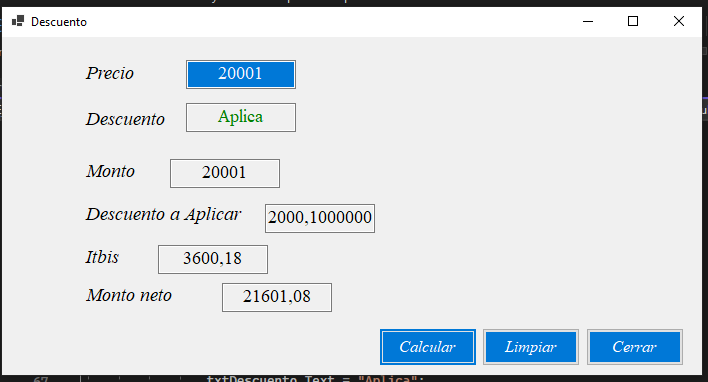 Descuento
Precio 20001
Descuento Aplica
Monto 20001
Descuento a Aplicar 2000,1000000
Itbis 3600,18
Monto neto 21601,08
Calcular Limpiar Cerrar
67 txtDescuento.Text = "Aplica";